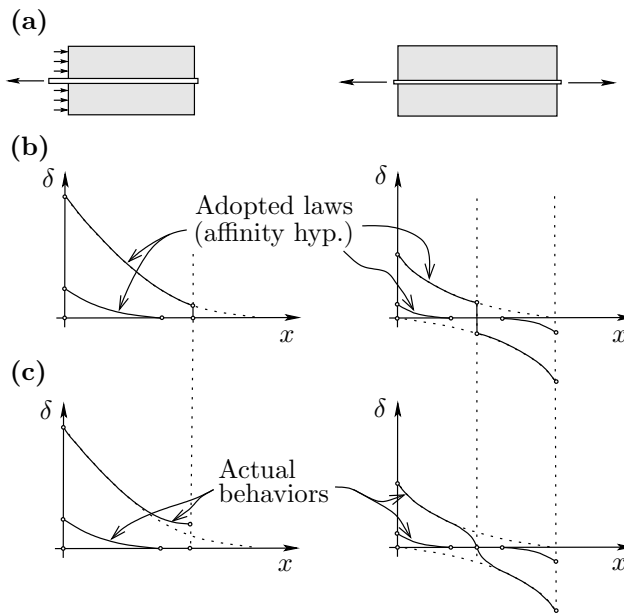 (a)
(b)
δ
δ
Adopted laws
(affinity hyp.)
x
x
(c)
δ
δ
Actual
behaviors
x
x